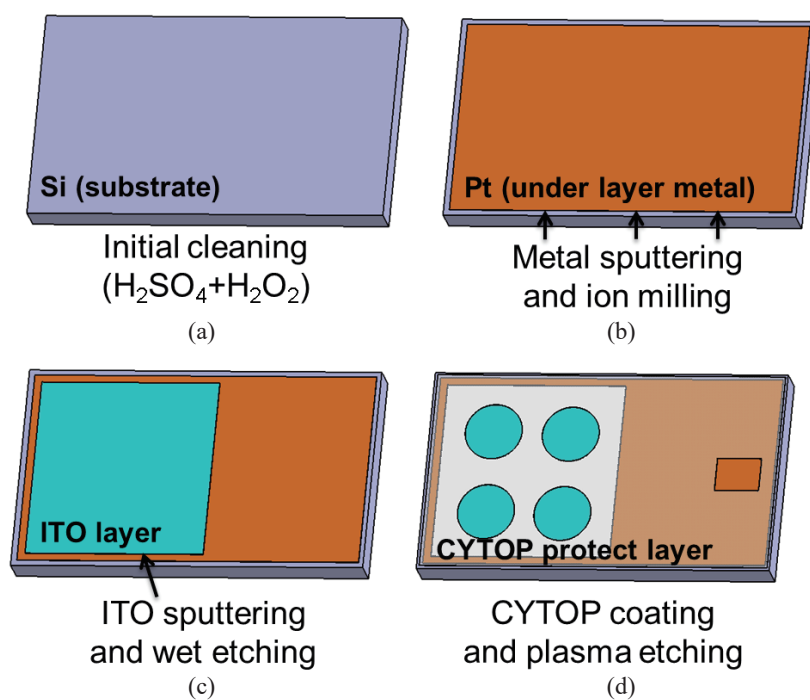 Si (substrate)
Initial cleaning
(H₂SO₄+H₂O₂)
(a)
Pt (under layer metal)
Metal sputtering
and ion milling
(b)
ITO layer
ITO sputtering
and wet etching
(c)
CYTOP protect layer
CYTOP coating
and plasma etching
(d)